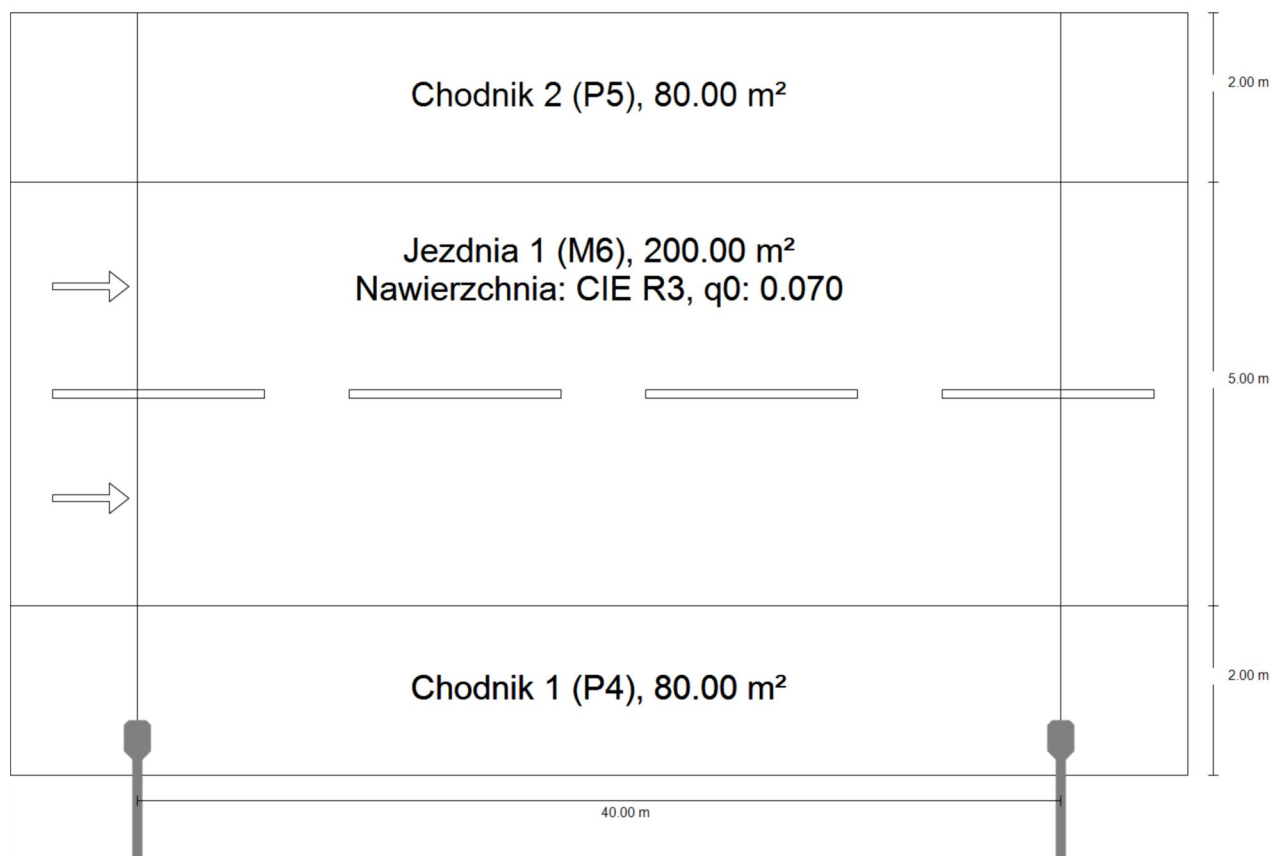 Chodnik 2 (P5), 80.00 m²
2.00 m
Jezdnia 1 (M6), 200.00 m²
Nawierzchnia: CIE R3, q0: 0.070
5.00 m
Chodnik 1 (P4), 80.00 m²
2.00 m
40.00 m